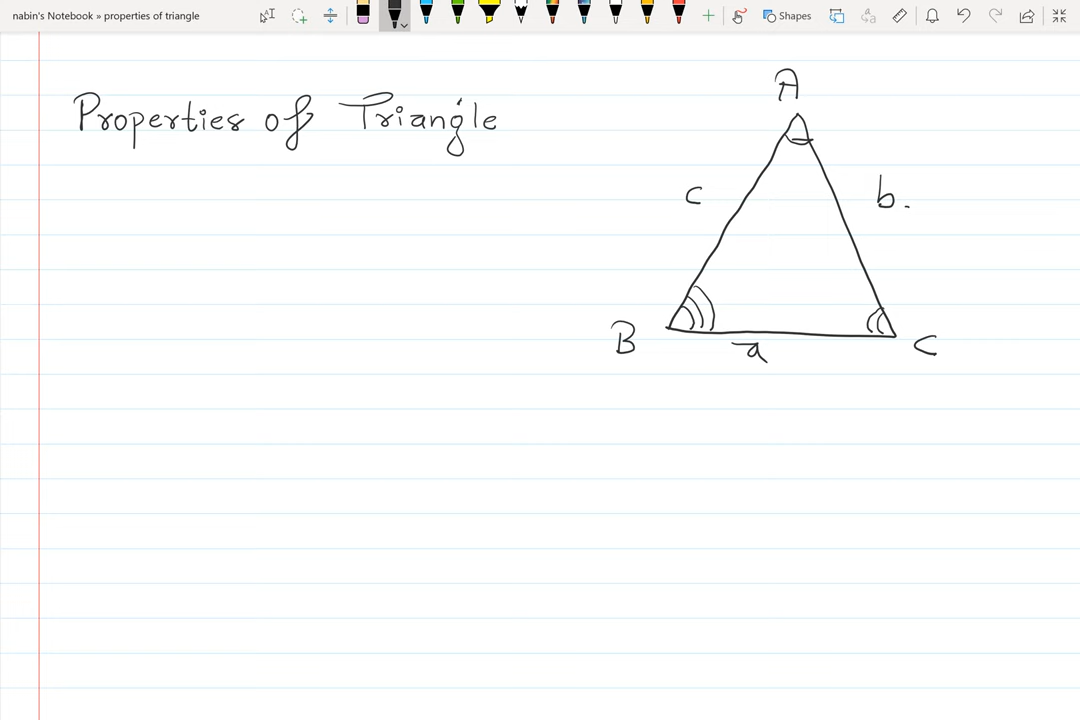 nabin's Notebook » properties of triangle
Shapes
Properties of Triangle
A
c
b.
B
a
C